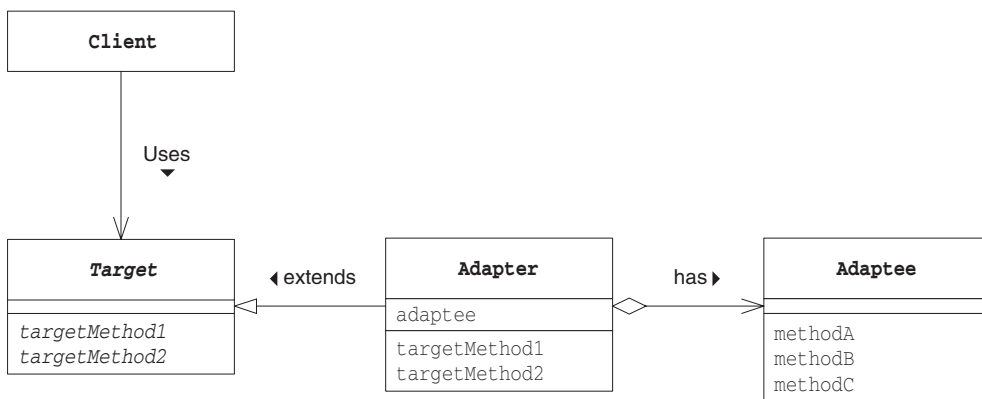 Client
Uses
Target
extends
Adapter
has
Adaptee
adaptee
targetMethod1
targetMethod2
targetMethod1
targetMethod2
methodA
methodB
methodC